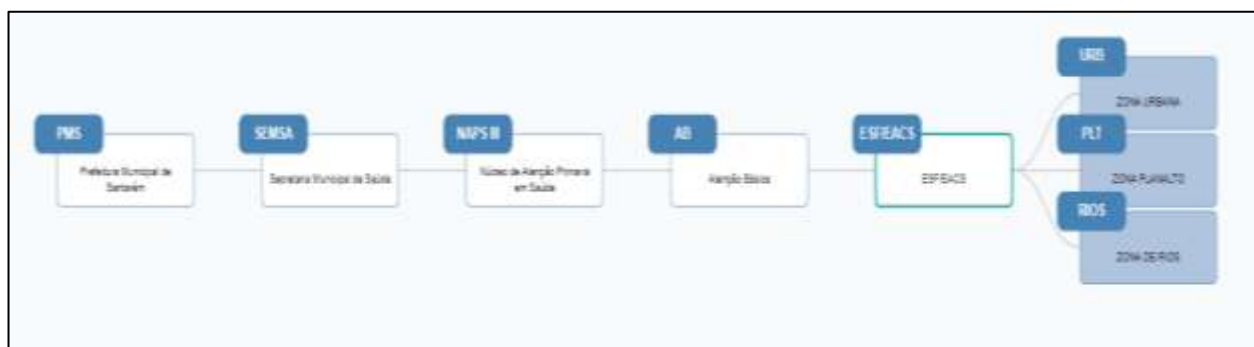 PMS
Prefeitura Municipal de
Santarém
SEMSA
Secretaria Municipal de Saúde
NAPS III
Núcleo de Atenção Primaria
em Saúde
AB
Atenção Básica
ESF/EACS
ESF/EACS
URB
ZONA URBANA
PLT
ZONA PLANALTO
RIOS
ZONA DE RIOS